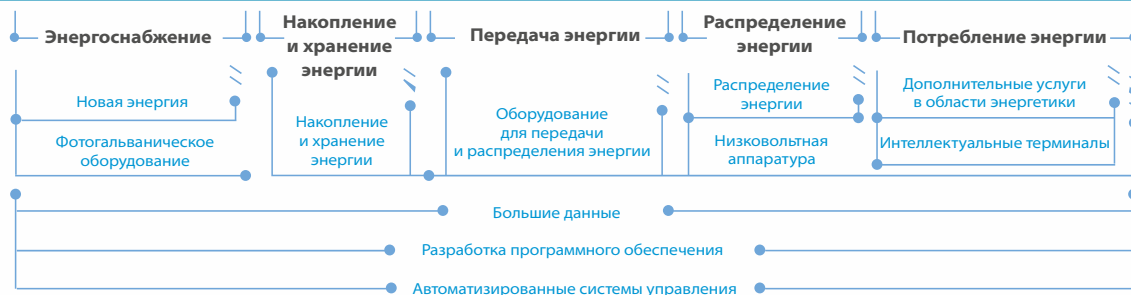 Энергоснабжение
Накопление
и хранение
энергии
Передача энергии
Распределение
энергии
Потребление энергии
Новая энергия
Фотогальваническое
оборудование
Накопление
и хранение
энергии
Оборудование
для передачи
и распределения энергии
Распределение
энергии
Низковольтная
аппаратура
Дополнительные услуги
в области энергетики
Интеллектуальные терминалы
Большие данные
Разработка программного обеспечения
Автоматизированные системы управления